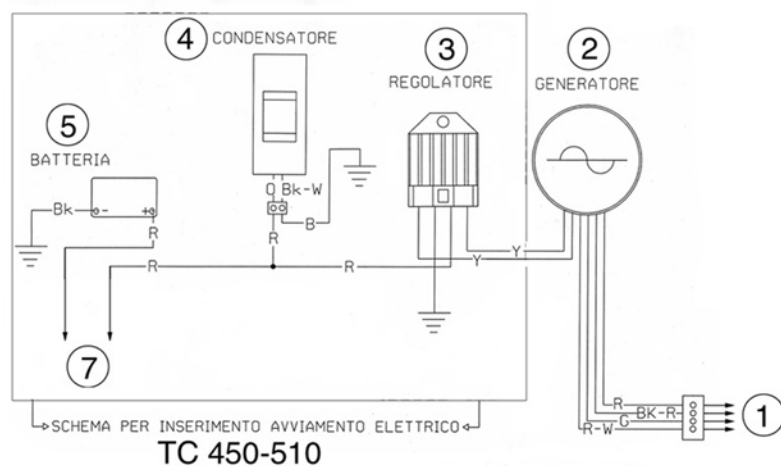 4 CONDENSATORE
3
REGOLATORE
2
GENERATORE
5
BATTERIA
O Bk-W
Bk - + R
B
R
Y
Y
R R
7
R
BK-R
G
R-W
1
SCHEMA PER INSERIMENTO AVVIAMENTO ELETTRICO
TC 450-510